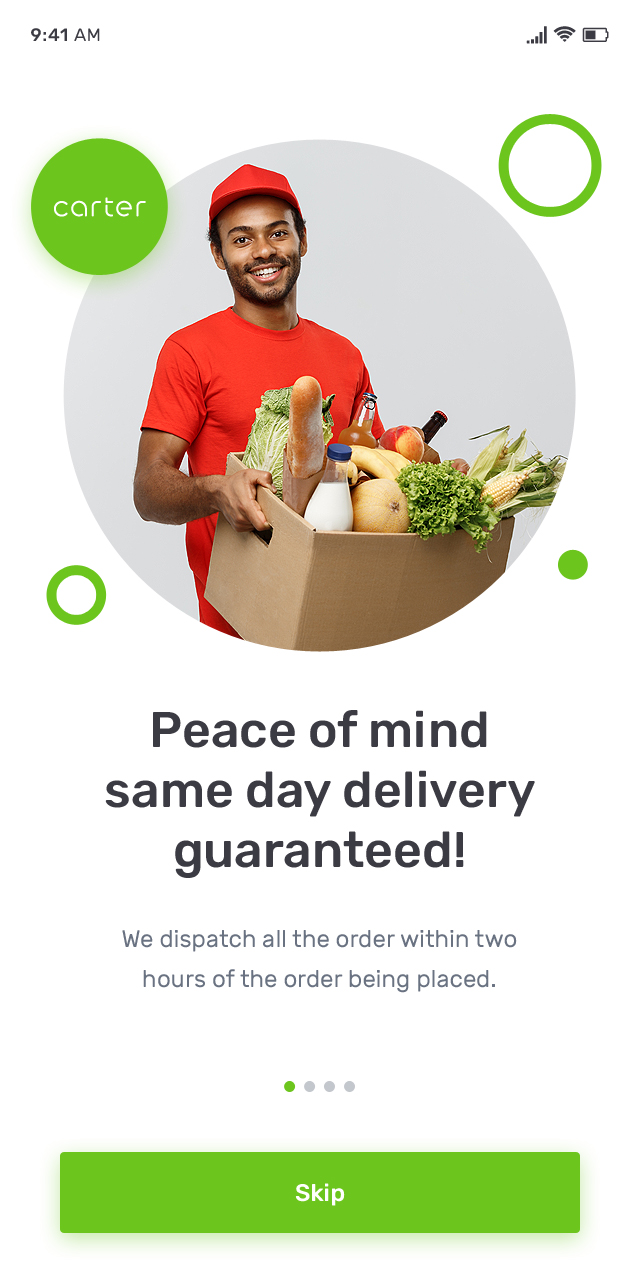 9:41 AM
carter
Peace of mind
same day delivery
guaranteed!
We dispatch all the order within two
hours of the order being placed.
Skip